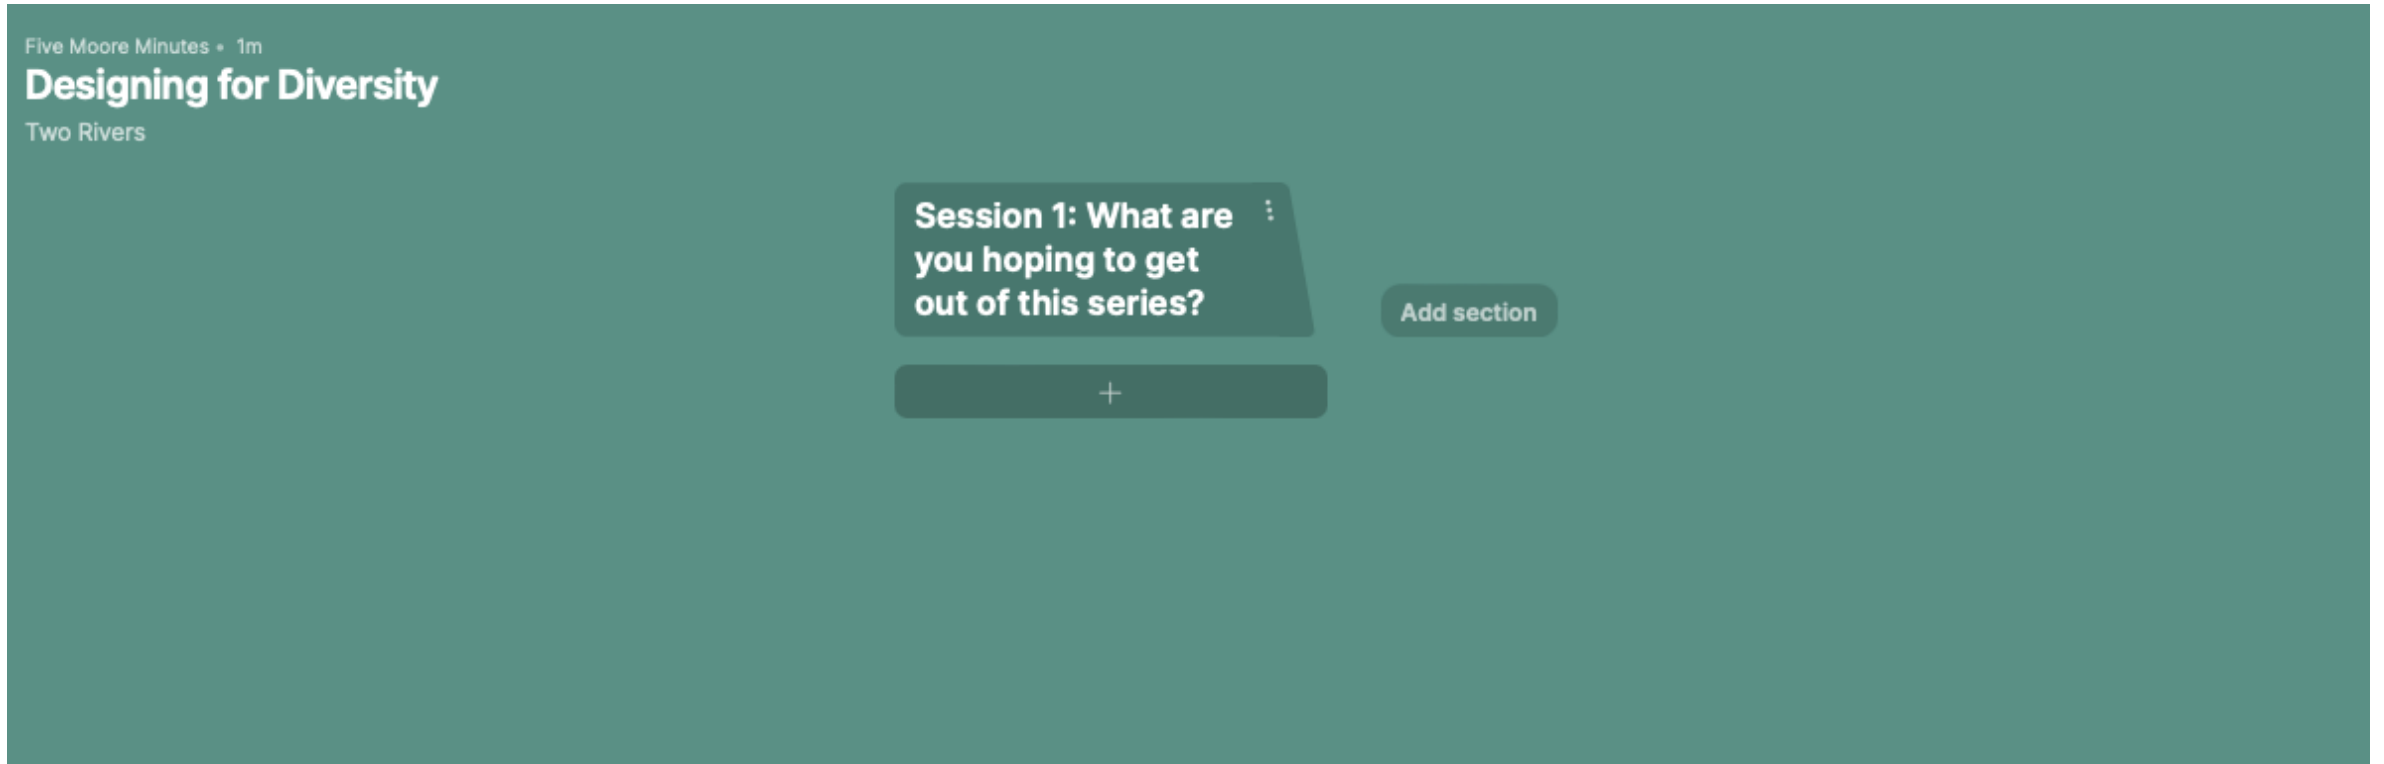 Five Moore Minutes • 1m
Designing for Diversity
Two Rivers
Session 1: What are
you hoping to get
out of this series?
Add section
+